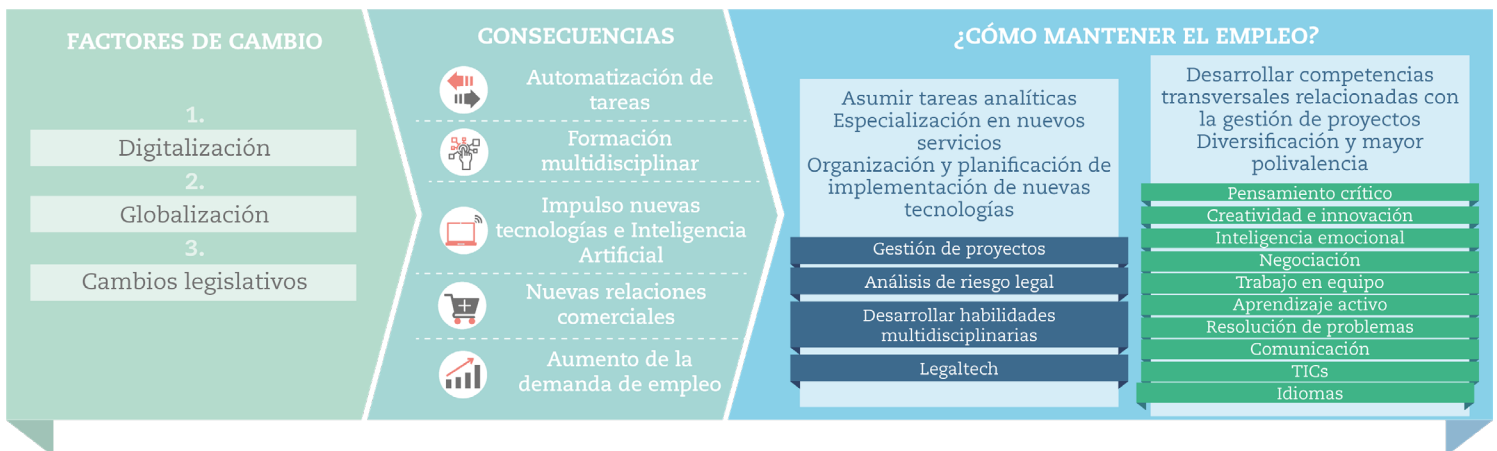 FACTORES DE CAMBIO
1.
Digitalización
2.
Globalización
3.
Cambios legislativos
CONSECUENCIAS
Automatización de
tareas
Formación
multidisciplinar
Impulso nuevas
tecnologías e Inteligencia
Artificial
Nuevas relaciones
comerciales
Aumento de la
demanda de empleo
¿CÓMO MANTENER EL EMPLEO?
Asumir tareas analíticas
Especialización en nuevos
servicios
Organización y planificación de
implementación de nuevas
tecnologías
Gestión de proyectos
Análisis de riesgo legal
Desarrollar habilidades
multidisciplinarias
Legaltech
Desarrollar competencias
transversales relacionadas con
la gestión de proyectos
Diversificación y mayor
polivalencia
Pensamiento crítico
Creatividad e innovación
Inteligencia emocional
Negociación
Trabajo en equipo
Aprendizaje activo
Resolución de problemas
Comunicación
TICs
Idiomas